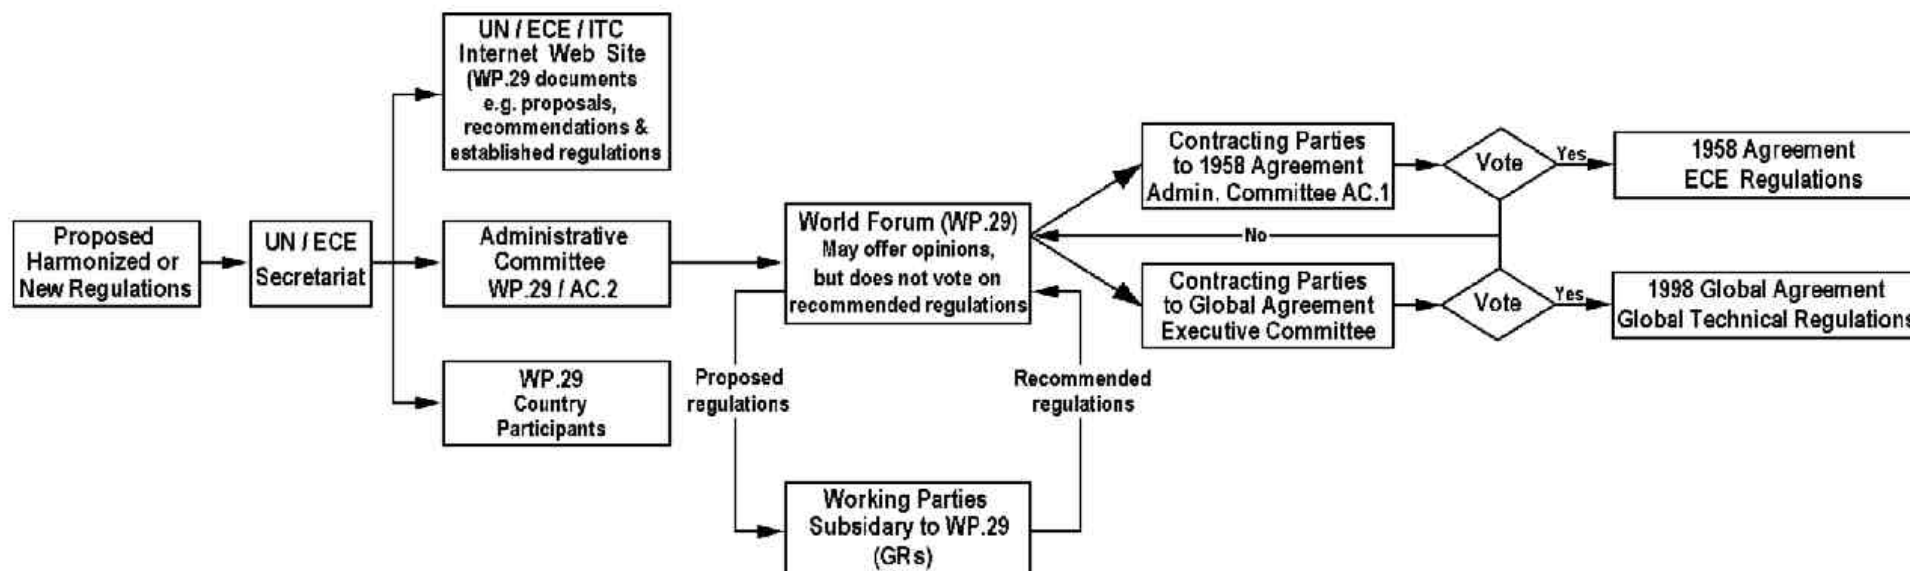 Proposed
Harmonized or
New Regulations
UN / ECE
Secretariat
UN / ECE / ITC
Internet Web Site
(WP.29 documents
e.g. proposals,
recommendations &
established regulations
Administrative
Committee
WP.29 / AC.2
WP.29
Country
Participants
World Forum (WP.29)
May offer opinions,
but does not vote on
recommended regulations
Proposed
regulations
Recommended
regulations
Working Parties
Subsidary to WP.29
(GRs)
Contracting Parties
to 1958 Agreement
Admin. Committee AC.1
Vote
Yes
1958 Agreement
ECE Regulations
No
Contracting Parties
to Global Agreement
Executive Committee
Vote
Yes
1998 Global Agreement
Global Technical Regulations